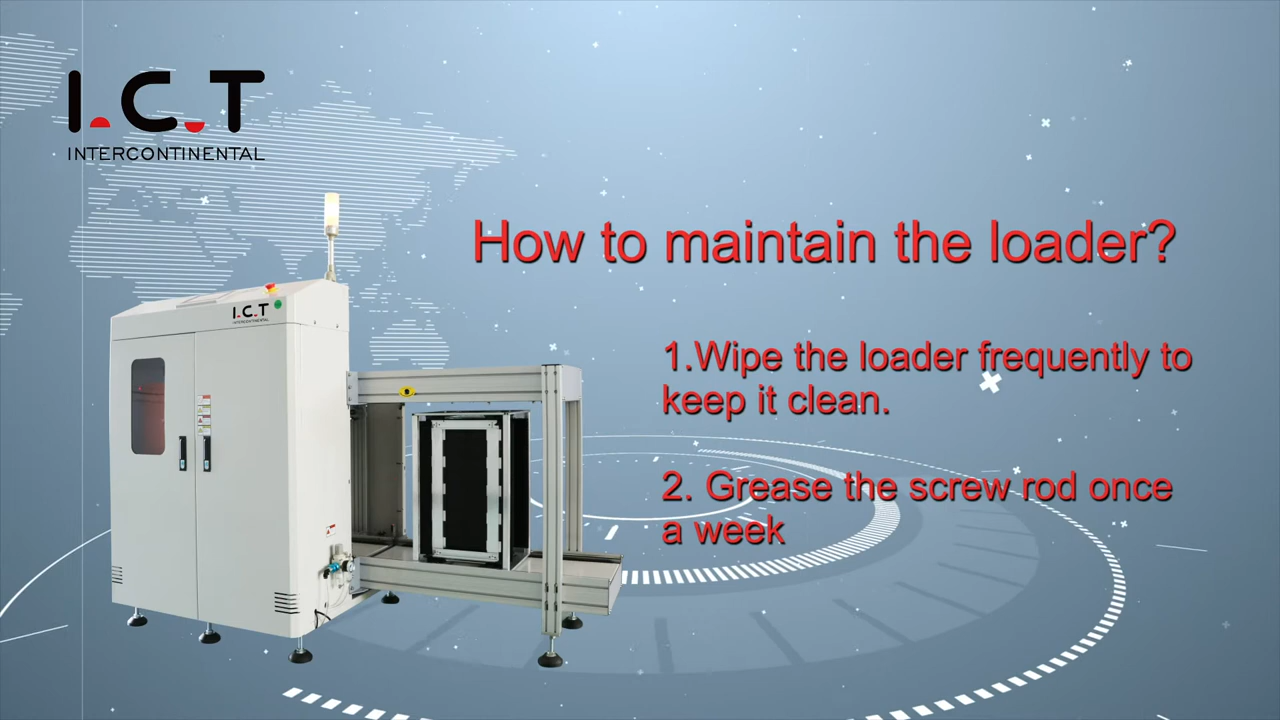 I.C.T
INTERCONTINENTAL
How to maintain the loader?
I.C.T
INTERCONTINENTAL
1.Wipe the loader frequently to
keep it clean.
2. Grease the screw rod once
a week